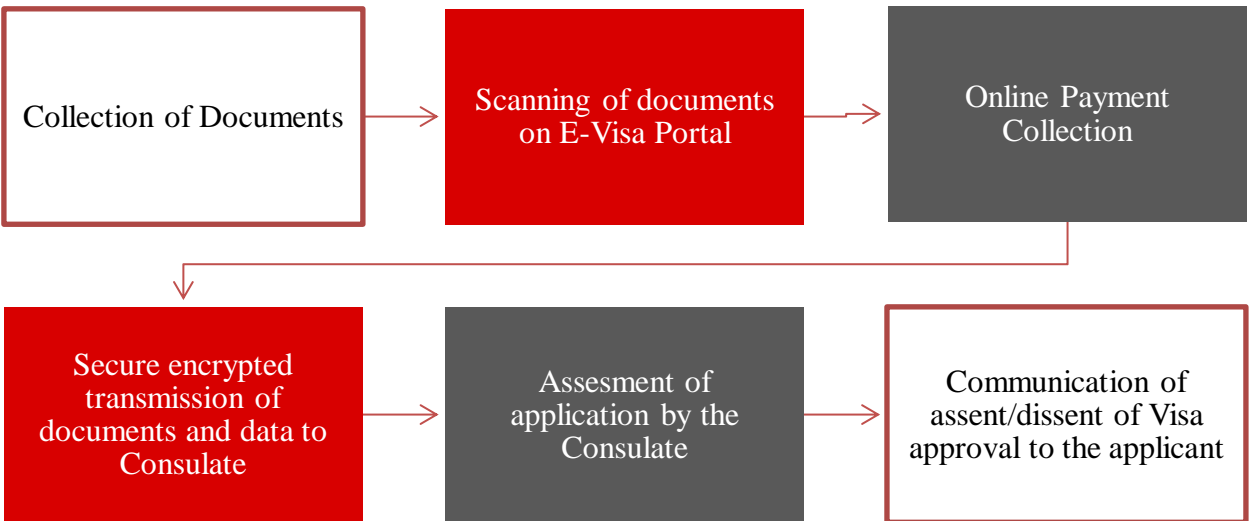 Collection of Documents
Scanning of documents
on E-Visa Portal
Online Payment
Collection
Secure encrypted
transmission of
documents and data to
Consulate
Assesment of
application by the
Consulate
Communication of
assent/dissent of Visa
approval to the applicant